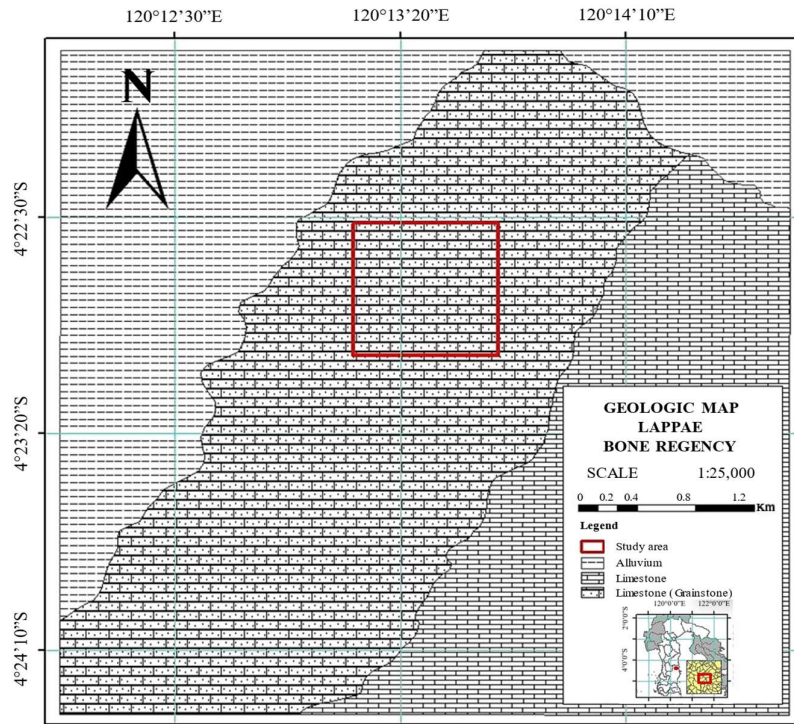 120°12'30"E 120°13'20"E 120°14'10"E
N
4°22'30"S
4°23'20"S
4°24'10"S
GEOLOGIC MAP
LAPPAE
BONE REGENCY
SCALE 1:25,000
0 0.2 0.4 0.8 1.2 Km
Legend
Study area
Alluvium
Limestone
Limestone (Grainstone)
120°0'0"E 122°0'0"E
2°0'0"S
4°0'0"S